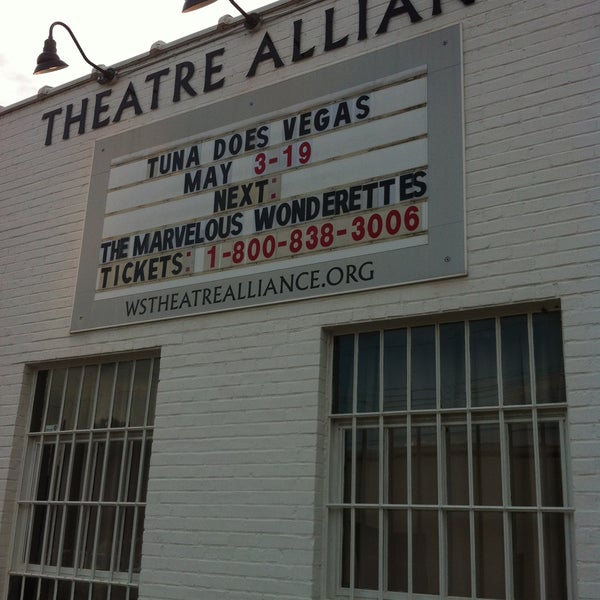 THEATRE ALLIAN
TUNA DOES VEGAS
MAY 3-19
NEXT:
THE MARVELOUS WONDERETTES
TICKETS: 1-800-838-3006
WSTHEATREALLIANCE.ORG